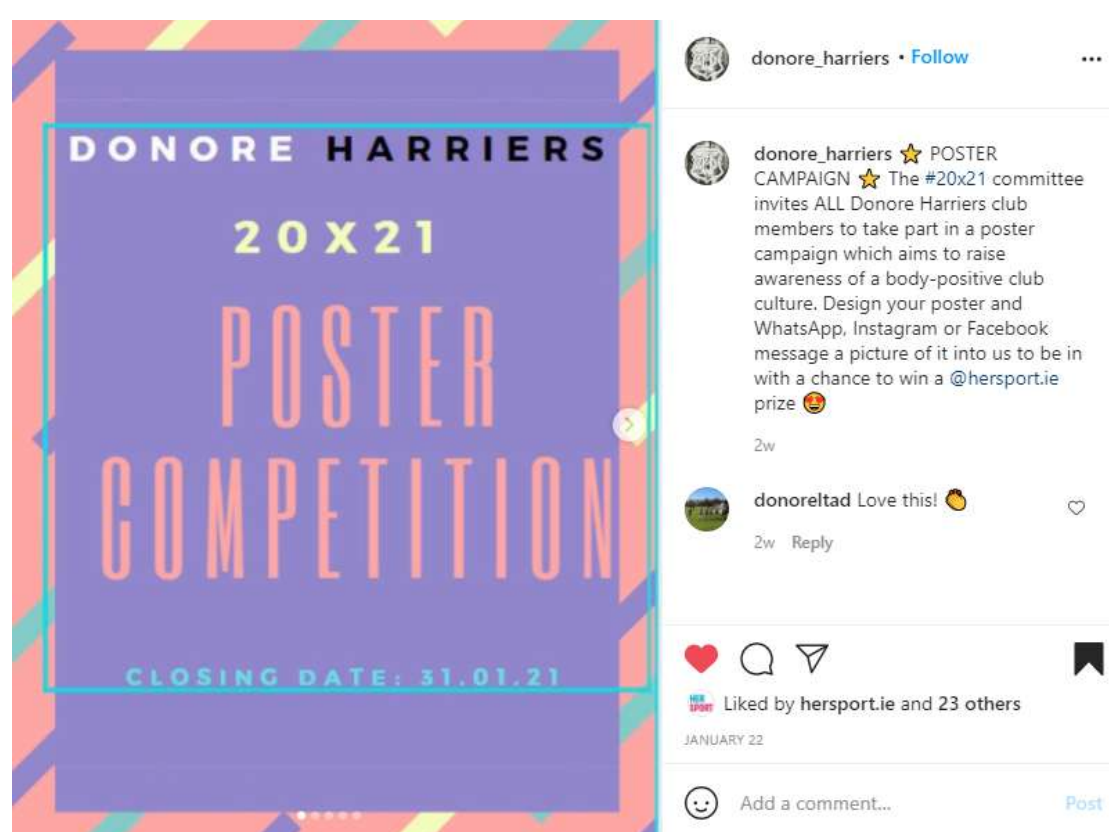 DONORE HARRIERS
20X21
POSTER
COMPETITION
CLOSING DATE: 31.01.21
donore_harriers • Follow
donore_harriers ⭐ POSTER
CAMPAIGN ⭐ The #20x21 committee
invites ALL Donore Harriers club
members to take part in a poster
campaign which aims to raise
awareness of a body-positive club
culture. Design your poster and
WhatsApp, Instagram or Facebook
message a picture of it into us to be in
with a chance to win a @hersport.ie
prize 😍
2w
donoreltad Love this! 👏
2w Reply
HER
SPORT
Liked by hersport.ie and 23 others
JANUARY 22
Add a comment...
Post